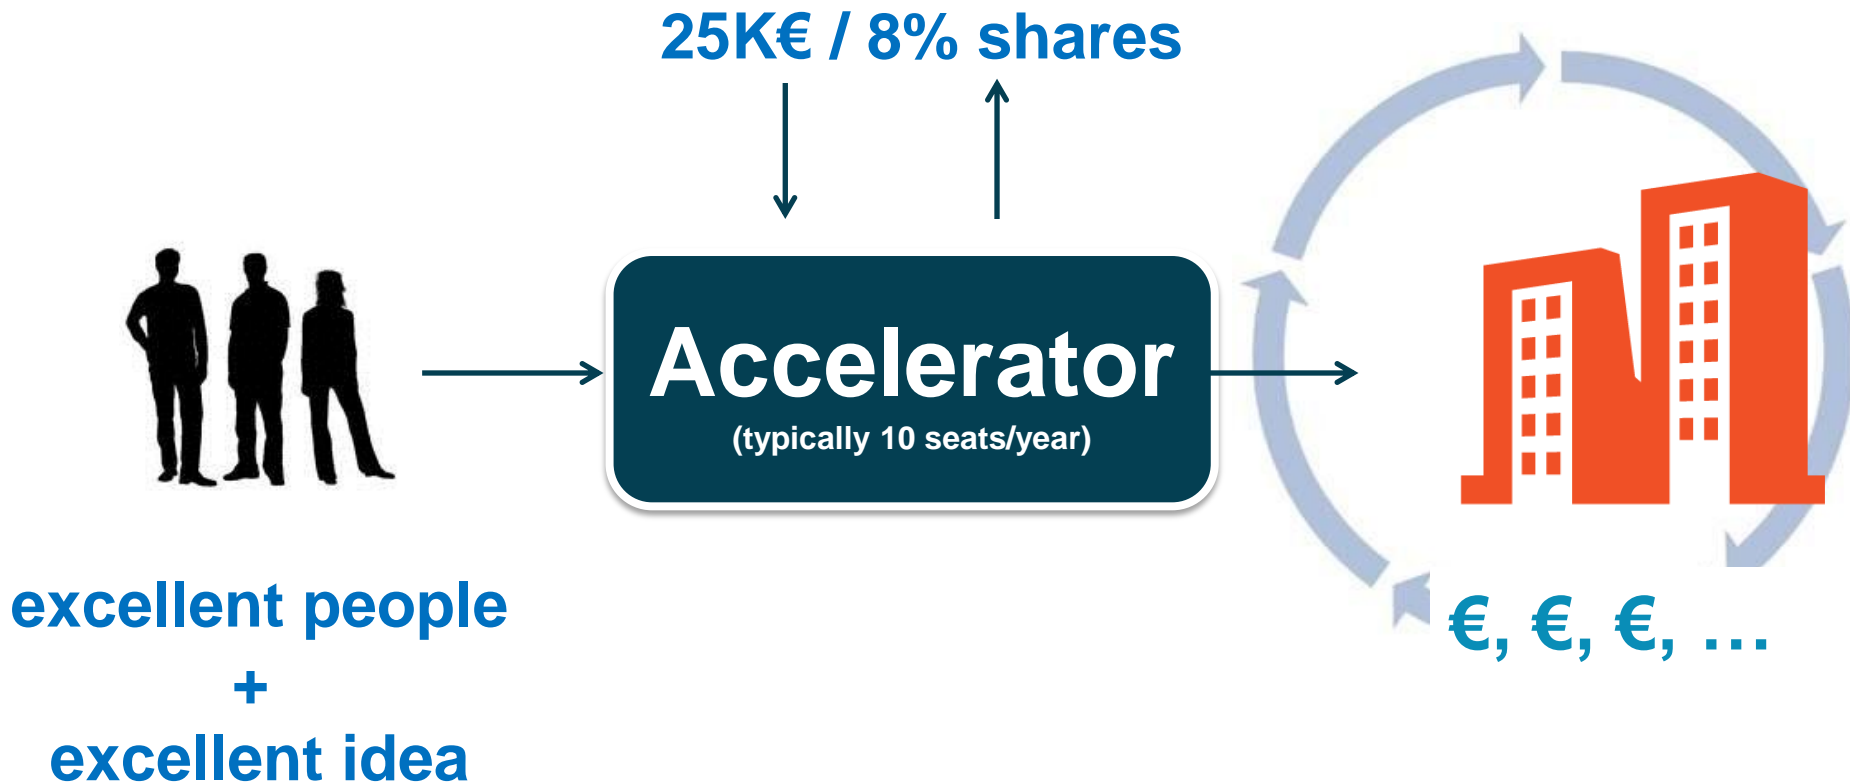 25K€ / 8% shares
Accelerator
(typically 10 seats/year)
excellent people
+
excellent idea
€, €, €, …